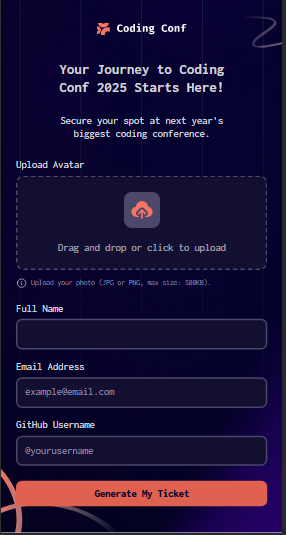 Coding Conf
Your Journey to Coding
Conf 2025 Starts Here!
Secure your spot at next year's
biggest coding conference.
Upload Avatar
Drag and drop or click to upload
Upload your photo (JPG or PNG, max size: 500KB).
Full Name
Email Address
example@email.com
GitHub Username
@yourusername
Generate My Ticket